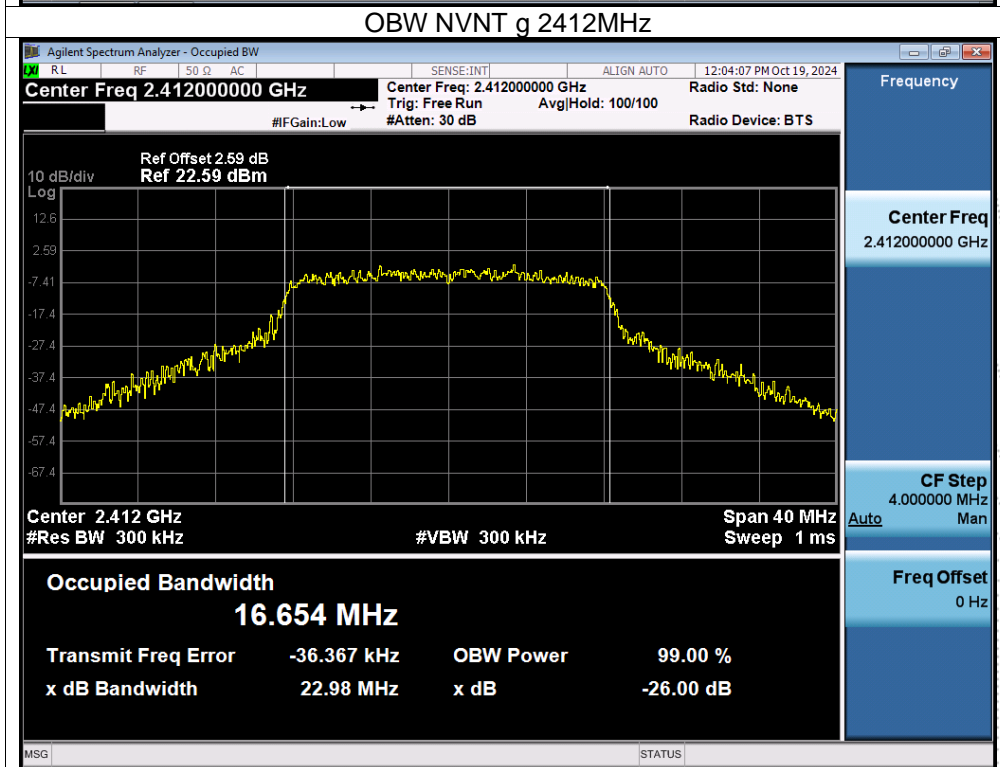 OBW NVNT g 2412MHz
Agilent Spectrum Analyzer - Occupied BW
LXI RL RF 50 Ω AC SENSE:INT ALIGN AUTO 12:04:07 PM Oct 19, 2024
Center Freq 2.412000000 GHz
Center Freq: 2.412000000 GHz Radio Std: None
Trig: Free Run Avg|Hold: 100/100
#IFGain:Low #Atten: 30 dB Radio Device: BTS
Frequency
Ref Offset 2.59 dB
10 dB/div Ref 22.59 dBm
Log
12.6
2.59
-7.41
-17.4
-27.4
-37.4
-47.4
-57.4
-67.4
Center 2.412 GHz Span 40 MHz
#Res BW 300 kHz #VBW 300 kHz Sweep 1 ms
Center Freq
2.412000000 GHz
CF Step
4.000000 MHz
Auto Man
Freq Offset
0 Hz
Occupied Bandwidth
16.654 MHz
Transmit Freq Error -36.367 kHz OBW Power 99.00 %
x dB Bandwidth 22.98 MHz x dB -26.00 dB
MSG STATUS